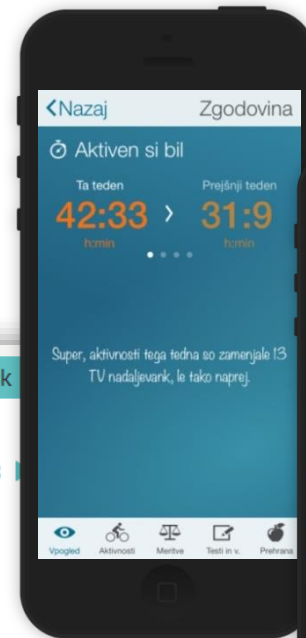 Nazaj
Zgodovina
Aktiven si bil
Ta teden
Prejšnji teden
42:33 > 31:9
h:min
h:min
Super, aktivnosti tega tedna so zamenjale 13
TV nadaljevank, le tako naprej.
k
Vpogled
Aktivnosti
Meritve
Testi in v.
Prehrana